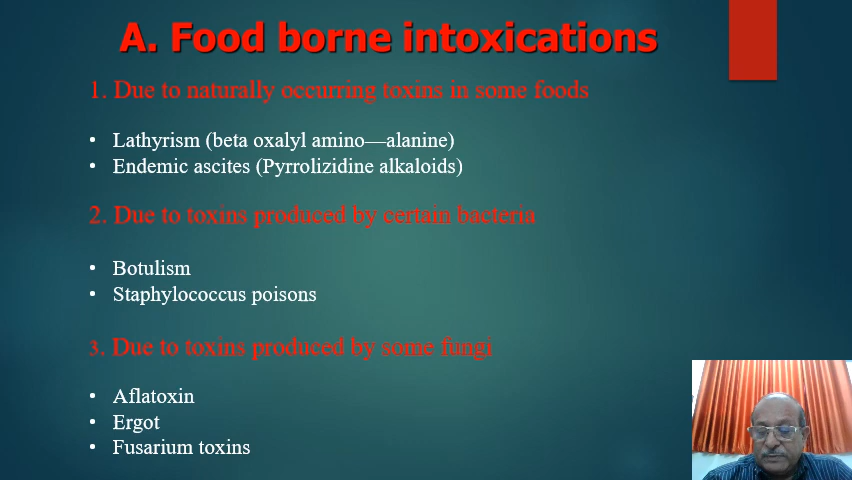 A. Food borne intoxications
1. Due to naturally occurring toxins in some foods
• Lathyrism (beta oxalyl amino—alanine)
• Endemic ascites (Pyrrolizidine alkaloids)
2. Due to toxins produced by certain bacteria
• Botulism
• Staphylococcus poisons
3. Due to toxins produced by some fungi
• Aflatoxin
• Ergot
• Fusarium toxins